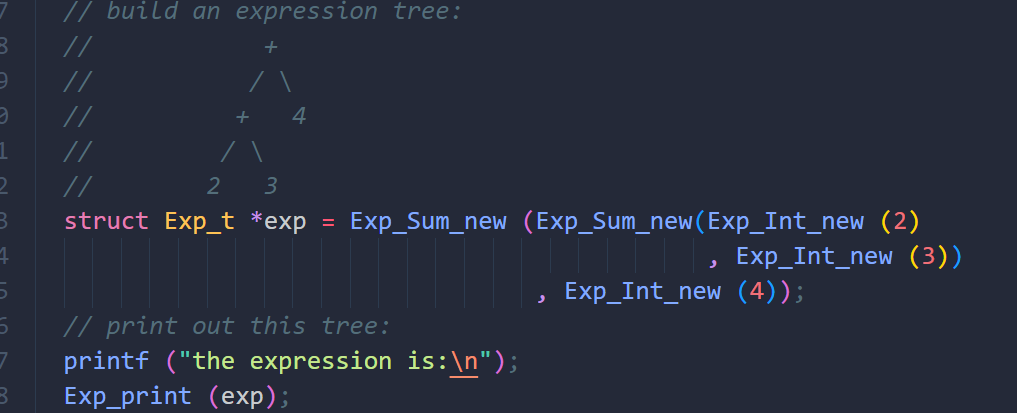 7 // build an expression tree:
8 //            +
9 //           / \
0 //          +   4
1 //         / \
2 //        2   3
3 struct Exp_t *exp = Exp_Sum_new (Exp_Sum_new(Exp_Int_new (2)
4                                              , Exp_Int_new (3))
5                                  , Exp_Int_new (4));
6 // print out this tree:
7 printf ("the expression is:\n");
8 Exp_print (exp);